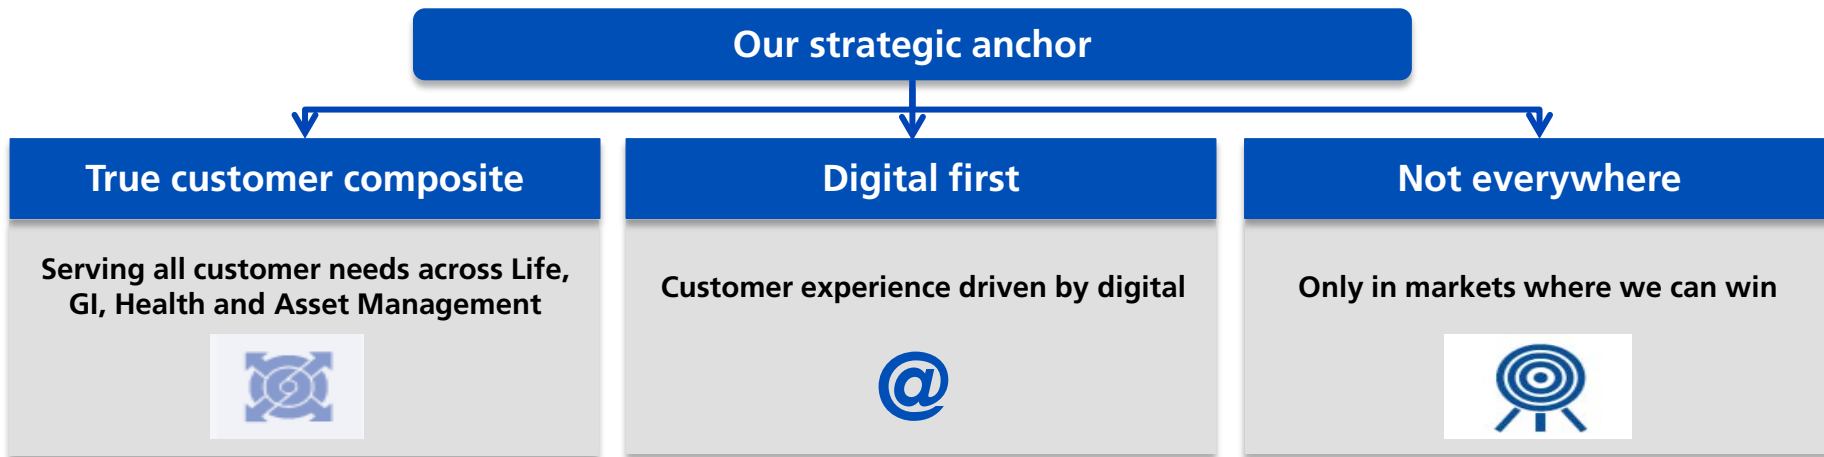 Our strategic anchor
True customer composite
Serving all customer needs across Life,
GI, Health and Asset Management
Digital first
Customer experience driven by digital
@
Not everywhere
Only in markets where we can win